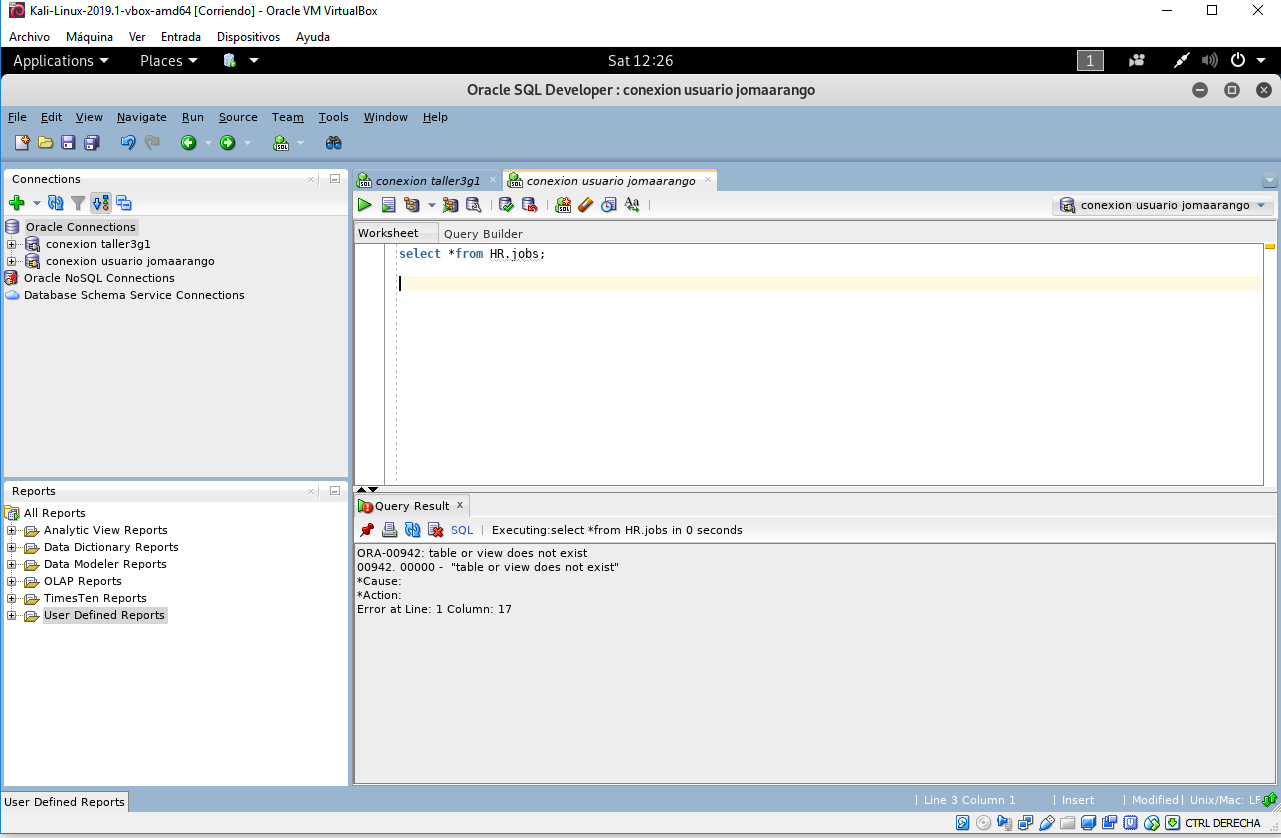 Kali-Linux-2019.1-vbox-amd64 [Corriendo] - Oracle VM VirtualBox
Archivo Máquina Ver Entrada Dispositivos Ayuda
Applications Places Sat 12:26 1
Oracle SQL Developer : conexion usuario jomaarango
File Edit View Navigate Run Source Team Tools Window Help
Connections
Oracle Connections
conexion taller3g1
conexion usuario jomaarango
Oracle NoSQL Connections
Database Schema Service Connections
Reports
All Reports
Analytic View Reports
Data Dictionary Reports
Data Modeler Reports
OLAP Reports
TimesTen Reports
User Defined Reports
conexion taller3g1 conexion usuario jomaarango
conexion usuario jomaarango
Worksheet Query Builder
select *from HR.jobs;
Query Result
SQL | Executing:select *from HR.jobs in 0 seconds
ORA-00942: table or view does not exist
00942. 00000 - "table or view does not exist"
*Cause:
*Action:
Error at Line: 1 Column: 17
User Defined Reports
| Line 3 Column 1 | Insert | Modified| Unix/Mac: LF
CTRL DERECHA